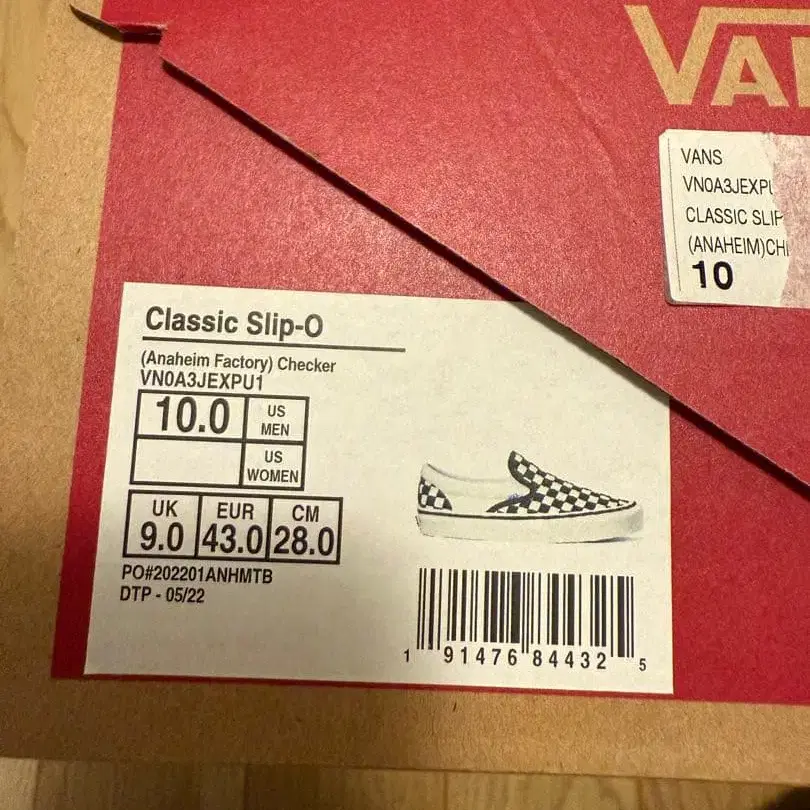 VA
VANS
VN0A3JEXPU
CLASSIC SLIP
(ANAHEIM)CH
10
Classic Slip-O
(Anaheim Factory) Checker
VN0A3JEXPU1
10.0 US MEN
US WOMEN
UK EUR CM
9.0 43.0 28.0
PO#202201ANHMTB
DTP - 05/22
1 91476 84432 5